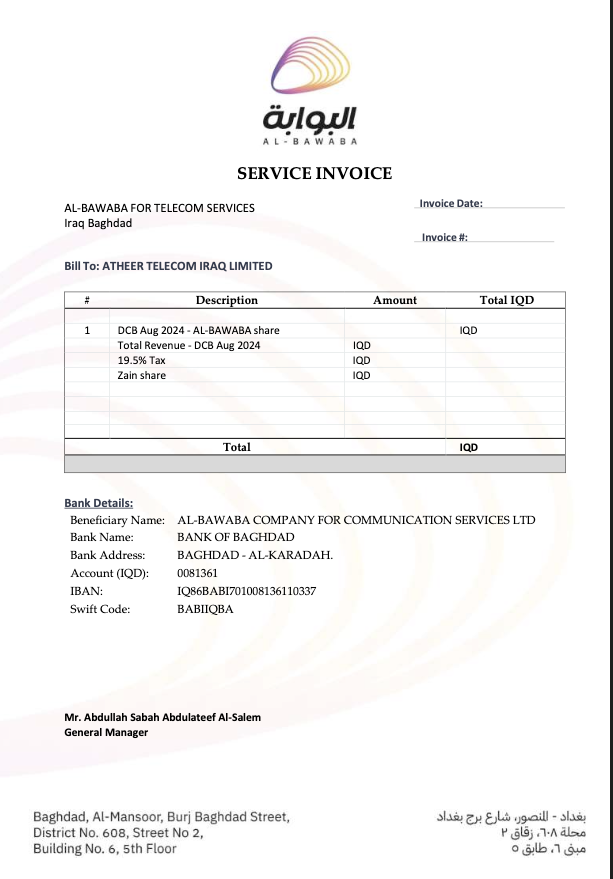 البوابة
AL-BAWABA
SERVICE INVOICE
AL-BAWABA FOR TELECOM SERVICES
Iraq Baghdad
Invoice Date:
Invoice #:
Bill To: ATHEER TELECOM IRAQ LIMITED
# Description Amount Total IQD
1 DCB Aug 2024 - AL-BAWABA share IQD
Total Revenue - DCB Aug 2024 IQD
19.5% Tax IQD
Zain share IQD
Total IQD
Bank Details:
Beneficiary Name: AL-BAWABA COMPANY FOR COMMUNICATION SERVICES LTD
Bank Name: BANK OF BAGHDAD
Bank Address: BAGHDAD - AL-KARADAH.
Account (IQD): 0081361
IBAN: IQ86BABI701008136110337
Swift Code: BABIIQBA
Mr. Abdullah Sabah Abdulateef Al-Salem
General Manager
Baghdad, Al-Mansoor, Burj Baghdad Street,
District No. 608, Street No 2,
Building No. 6, 5th Floor
بغداد - المنصور، شارع برج بغداد
محلة ٦٠٨، زقاق ٢
مبنى ٦، طابق ٥